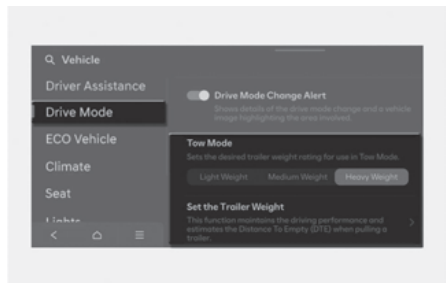 Vehicle
Driver Assistance
Drive Mode
ECO Vehicle
Climate
Seat
Lights
Drive Mode Change Alert
Shows details of the drive mode change and a vehicle
image highlighting the area involved.
Tow Mode
Sets the desired trailer weight rating for use in Tow Mode.
Light Weight Medium Weight Heavy Weight
Set the Trailer Weight
This function maintains the driving performance and
estimates the Distance To Empty (DTE) when pulling a
trailer.